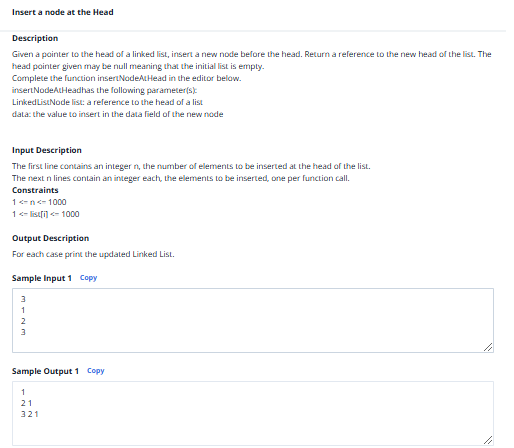 Insert a node at the Head
Description
Given a pointer to the head of a linked list, insert a new node before the head. Return a reference to the new head of the list. The
head pointer given may be null meaning that the initial list is empty.
Complete the function insertNodeAtHead in the editor below.
insertNodeAtHeadhas the following parameter(s):
LinkedListNode list: a reference to the head of a list
data: the value to insert in the data field of the new node
Input Description
The first line contains an integer n, the number of elements to be inserted at the head of the list.
The next n lines contain an integer each, the elements to be inserted, one per function call.
Constraints
1 <= n <= 1000
1 <= list[i] <= 1000
Output Description
For each case print the updated Linked List.
Sample Input 1 Copy
3
1
2
3
Sample Output 1 Copy
1
2 1
3 2 1